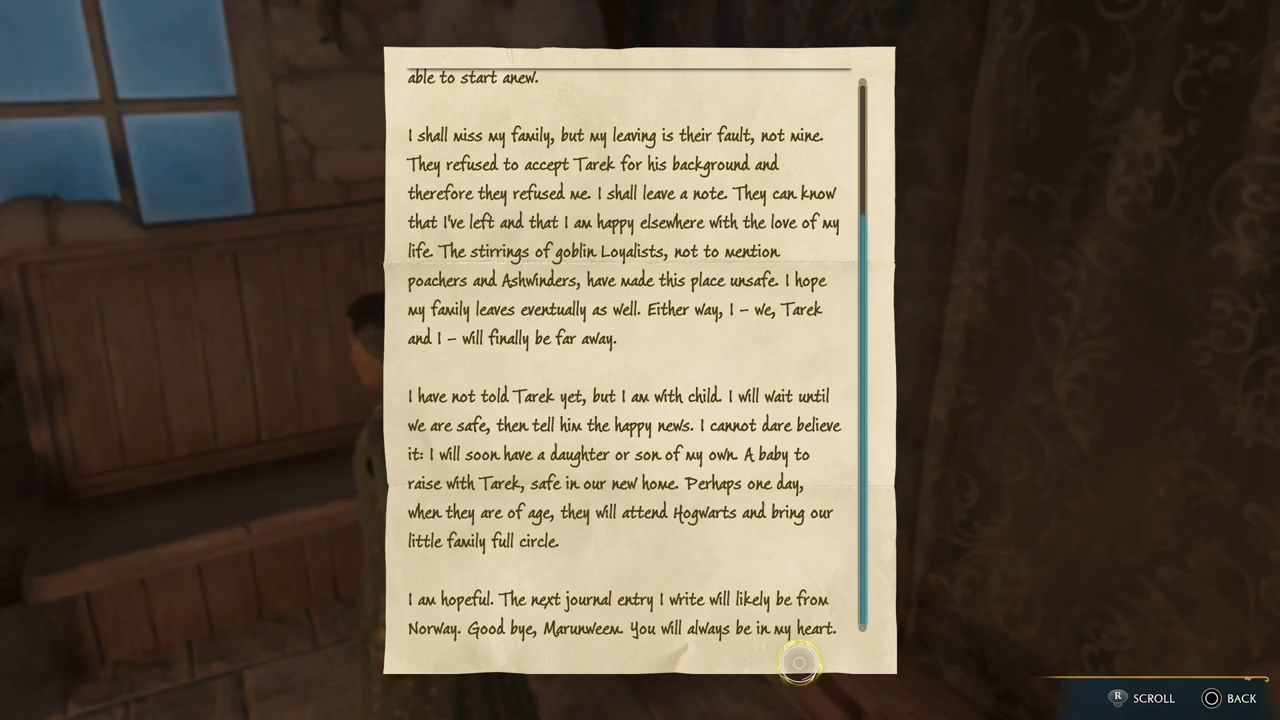 able to start anew.
I shall miss my family, but my leaving is their fault, not mine.
They refused to accept Tarek for his background and
therefore they refused me. I shall leave a note. They can know
that I've left and that I am happy elsewhere with the love of my
life. The stirrings of goblin Loyalists, not to mention
poachers and Ashwinders, have made this place unsafe. I hope
my family leaves eventually as well. Either way, I – we, Tarek
and I – will finally be far away.
I have not told Tarek yet, but I am with child. I will wait until
we are safe, then tell him the happy news. I cannot dare believe
it: I will soon have a daughter or son of my own. A baby to
raise with Tarek, safe in our new home. Perhaps one day,
when they are of age, they will attend Hogwarts and bring our
little family full circle.
I am hopeful. The next journal entry I write will likely be from
Norway. Good bye, Marunweem. You will always be in my heart.
R SCROLL BACK